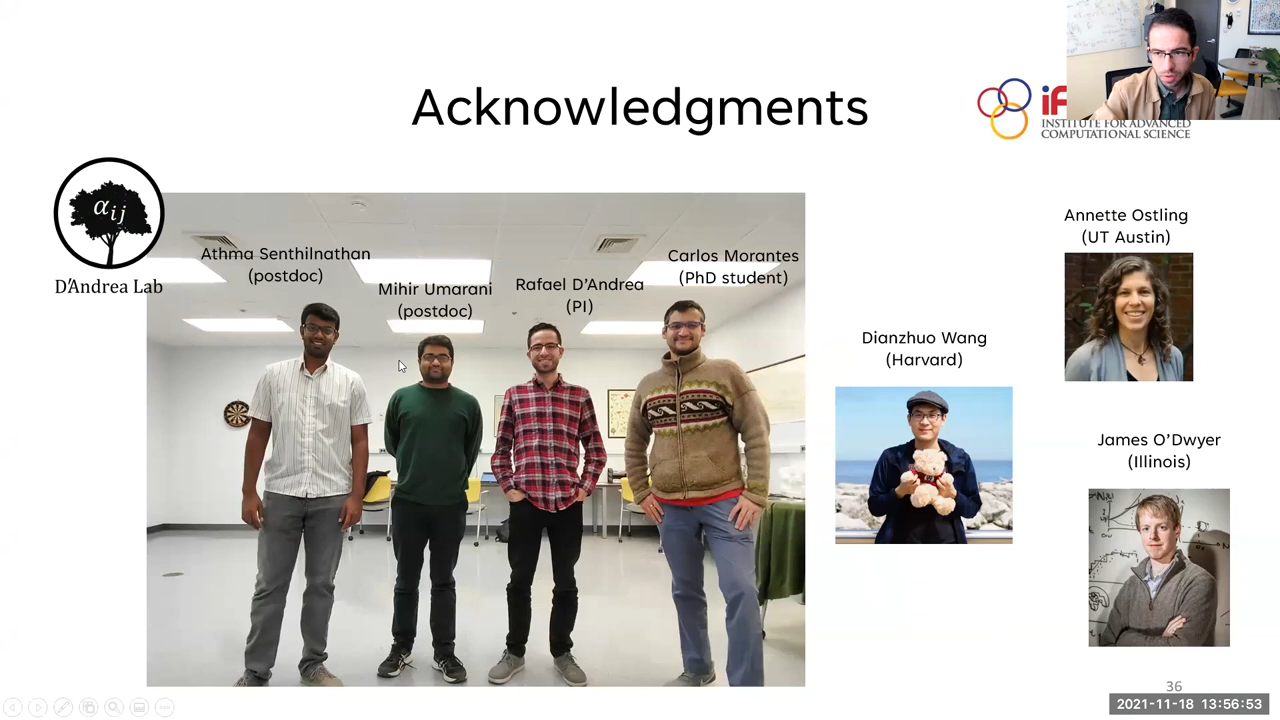 Acknowledgments
INSTITUTE FOR ADVANCED
COMPUTATIONAL SCIENCE
αij
D'Andrea Lab
Athma Senthilnathan
(postdoc)
Mihir Umarani
(postdoc)
Rafael D'Andrea
(PI)
Carlos Morantes
(PhD student)
Dianzhuo Wang
(Harvard)
Annette Ostling
(UT Austin)
James O'Dwyer
(Illinois)
36
2021-11-18 13:56:53